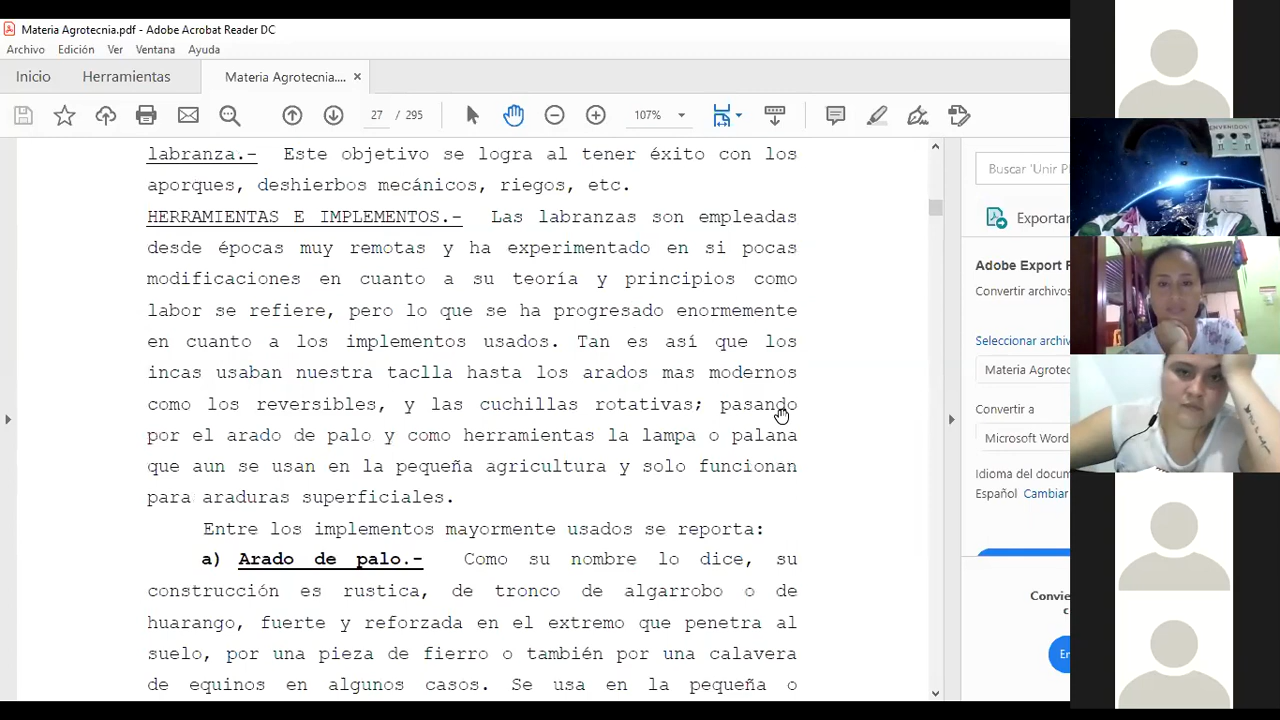 Materia Agrotecnia.pdf - Adobe Acrobat Reader DC
Archivo Edición Ver Ventana Ayuda
Inicio Herramientas Materia Agrotecnia.... ×
27 / 295 107%
labranza.- Este objetivo se logra al tener éxito con los
aporques, deshierbos mecánicos, riegos, etc.
HERRAMIENTAS E IMPLEMENTOS.- Las labranzas son empleadas
desde épocas muy remotas y ha experimentado en si pocas
modificaciones en cuanto a su teoría y principios como
labor se refiere, pero lo que se ha progresado enormemente
en cuanto a los implementos usados. Tan es así que los
incas usaban nuestra taclla hasta los arados mas modernos
como los reversibles, y las cuchillas rotativas; pasando
por el arado de palo y como herramientas la lampa o palana
que aun se usan en la pequeña agricultura y solo funcionan
para araduras superficiales.
Entre los implementos mayormente usados se reporta:
a) Arado de palo.- Como su nombre lo dice, su
construcción es rustica, de tronco de algarrobo o de
huarango, fuerte y reforzada en el extremo que penetra al
suelo, por una pieza de fierro o también por una calavera
de equinos en algunos casos. Se usa en la pequeña o
Buscar 'Unir P
Exportar
Adobe Export P
Convertir archivos
Seleccionar archiv
Materia Agrotec
Convertir a
Microsoft Word
Idioma del docum
Español Cambiar
Convie
c
En